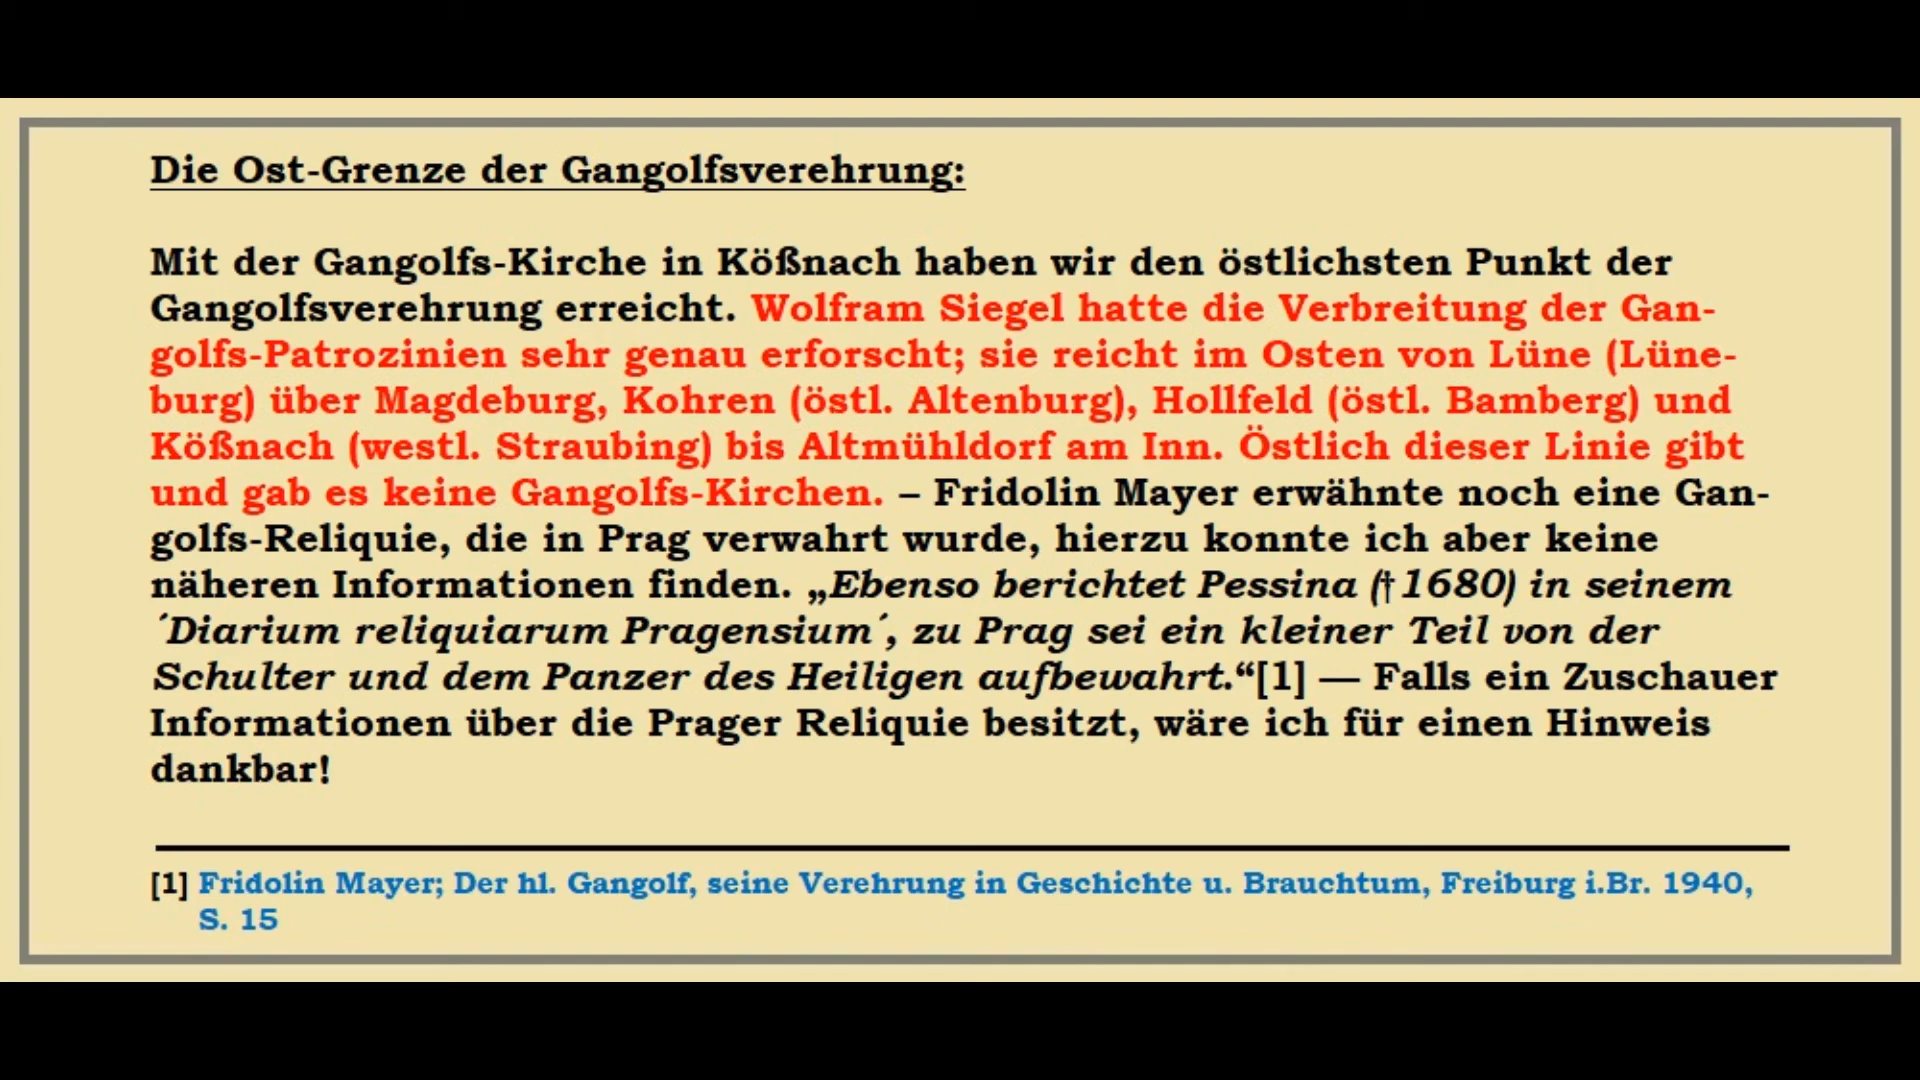 Die Ost-Grenze der Gangolfsverehrung:
Mit der Gangolfs-Kirche in Kößnach haben wir den östlichsten Punkt der
Gangolfsverehrung erreicht. Wolfram Siegel hatte die Verbreitung der Gan-
golfs-Patrozinien sehr genau erforscht; sie reicht im Osten von Lüne (Lüne-
burg) über Magdeburg, Kohren (östl. Altenburg), Hollfeld (östl. Bamberg) und
Kößnach (westl. Straubing) bis Altmühldorf am Inn. Östlich dieser Linie gibt
und gab es keine Gangolfs-Kirchen. – Fridolin Mayer erwähnte noch eine Gan-
golfs-Reliquie, die in Prag verwahrt wurde, hierzu konnte ich aber keine
näheren Informationen finden. „Ebenso berichtet Pessina († 1680) in seinem
´Diarium reliquiarum Pragensium´, zu Prag sei ein kleiner Teil von der
Schulter und dem Panzer des Heiligen aufbewahrt.“[1] — Falls ein Zuschauer
Informationen über die Prager Reliquie besitzt, wäre ich für einen Hinweis
dankbar!
[1] Fridolin Mayer; Der hl. Gangolf, seine Verehrung in Geschichte u. Brauchtum, Freiburg i.Br. 1940,
S. 15